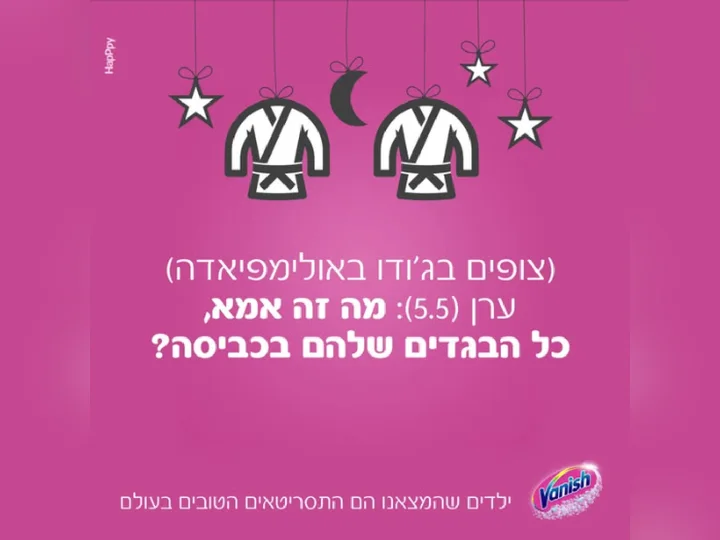 HapPpy
(צופים בג'ודו באולימפיאדה)
ערן (5.5): מה זה אמא,
כל הבגדים שלהם בכביסה?
ילדים שהמצאנו הם התסריטאים הטובים בעולם
Vanish